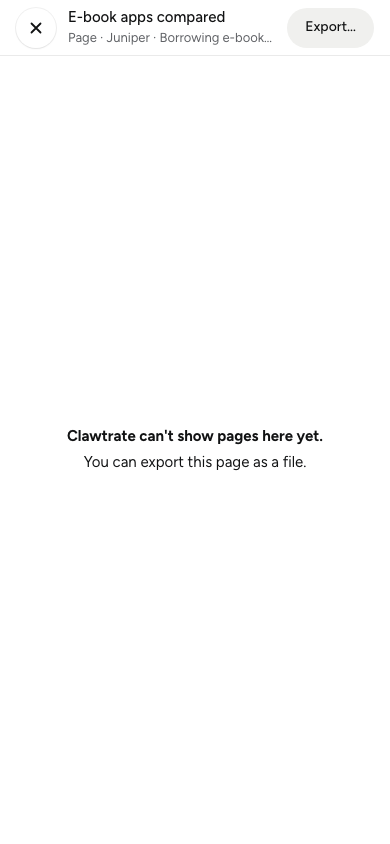 E-book apps compared
Page · Juniper · Borrowing e-book...
Export...
Clawtrate can't show pages here yet.
You can export this page as a file.